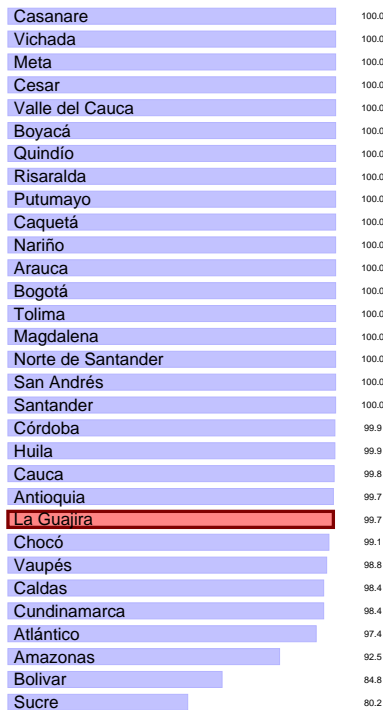 Casanare 100.0
Vichada 100.0
Meta 100.0
Cesar 100.0
Valle del Cauca 100.0
Boyacá 100.0
Quindío 100.0
Risaralda 100.0
Putumayo 100.0
Caquetá 100.0
Nariño 100.0
Arauca 100.0
Bogotá 100.0
Tolima 100.0
Magdalena 100.0
Norte de Santander 100.0
San Andrés 100.0
Santander 100.0
Córdoba 99.9
Huila 99.9
Cauca 99.8
Antioquia 99.7
La Guajira 99.7
Chocó 99.1
Vaupés 98.8
Caldas 98.4
Cundinamarca 98.4
Atlántico 97.4
Amazonas 92.5
Bolivar 84.8
Sucre 80.2